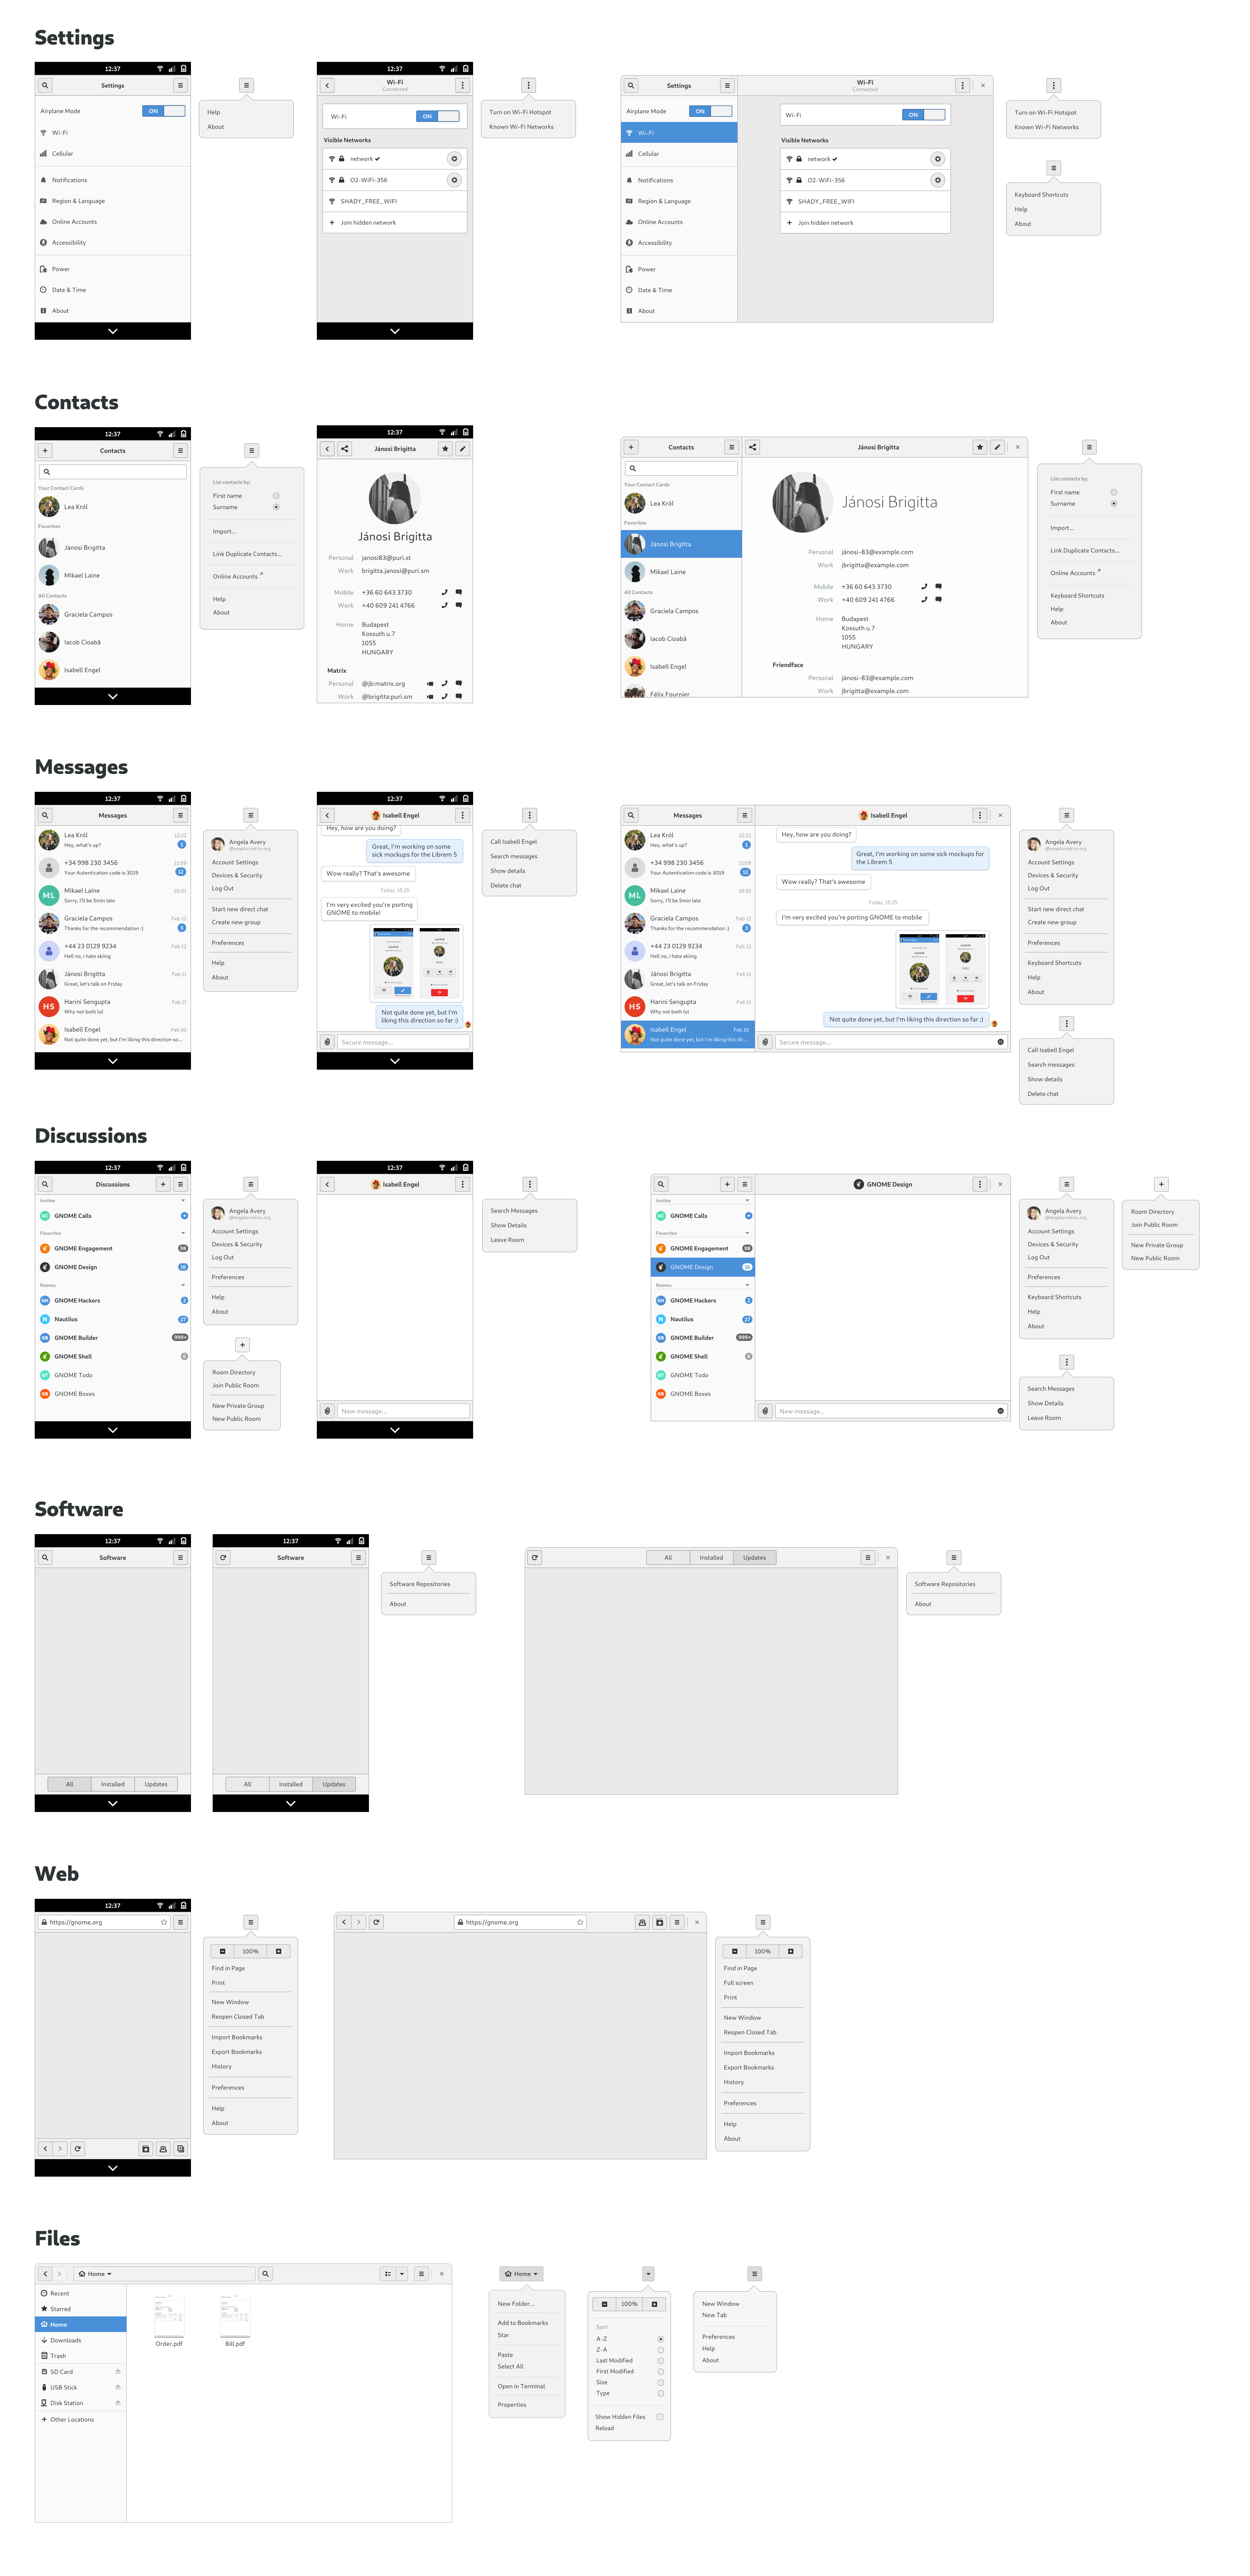 Settings
12:37
Settings
Airplane Mode ON
Wi-Fi
Cellular
Notifications
Region & Language
Online Accounts
Accessibility
Power
Date & Time
About
Help
About
12:37
Wi-Fi
Connected
Wi-Fi ON
Visible Networks
network
O2-WiFi-356
SHADY_FREE_WIFI
Join hidden network
Turn on Wi-Fi Hotspot
Known Wi-Fi Networks
Settings
Airplane Mode ON
Wi-Fi
Cellular
Notifications
Region & Language
Online Accounts
Accessibility
Power
Date & Time
About
Wi-Fi
Connected
Wi-Fi ON
Visible Networks
network
O2-WiFi-356
SHADY_FREE_WIFI
Join hidden network
Turn on Wi-Fi Hotspot
Known Wi-Fi Networks
Keyboard Shortcuts
Help
About
Contacts
12:37
Contacts
Your Contact Cards
Lea Król
Favorites
Jánosi Brigitta
Mikael Laine
All Contacts
Graciela Campos
Iacob Cioabă
Isabell Engel
List contacts by:
First name
Surname
Import...
Link Duplicate Contacts...
Online Accounts
Help
About
12:37
Jánosi Brigitta
Jánosi Brigitta
Personal janosi83@puri.st
Work brigitta.janosi@puri.sm
Mobile +36 60 643 3730
Work +40 609 241 4766
Home Budapest
Kossuth u.7
1055
HUNGARY
Matrix
Personal @jb:matrix.org
Work @brigitta:puri.sm
Contacts
Your Contact Cards
Lea Król
Favorites
Jánosi Brigitta
Mikael Laine
All Contacts
Graciela Campos
Iacob Cioabă
Isabell Engel
Félix Fournier
Jánosi Brigitta
Jánosi Brigitta
Personal jánosi-83@example.com
Work jbrigitta@example.com
Mobile +36 60 643 3730
Work +40 609 241 4766
Home Budapest
Kossuth u.7
1055
HUNGARY
Friendface
Personal jánosi-83@example.com
Work jbrigitta@example.com
List contacts by:
First name
Surname
Import...
Link Duplicate Contacts...
Online Accounts
Keyboard Shortcuts
Help
About
Messages
12:37
Messages
Lea Król 12:22
Hey, what's up? 1
+34 998 230 3456 11:09
Your Autentication code is 3019 12
ML Mikael Laine 10:01
Sorry, I'll be 5min late
Graciela Campos Feb 12
Thanks for the recommendation :) 3
+44 23 0129 9234 Feb 12
Hell no, i hate skiing
Jánosi Brigitta Feb 11
Great, let's talk on Friday
HS Harini Sengupta Feb 11
Why not both lol
Isabell Engel Feb 10
Not quite done yet, but I'm liking this direction so...
Angela Avery
@angela:matrix.org
Account Settings
Devices & Security
Log Out
Start new direct chat
Create new group
Preferences
Help
About
12:37
Isabell Engel
Hey, how are you doing?
Great, I'm working on some
sick mockups for the Librem 5
Wow really? That's awesome
Today, 15.25
I'm very excited you're porting
GNOME to mobile!
Not quite done yet, but I'm
liking this direction so far :)
Secure message...
Call Isabell Engel
Search messages
Show details
Delete chat
Messages
Lea Król 12:22
Hey, what's up? 1
+34 998 230 3456 11:09
Your Autentication code is 3019 12
ML Mikael Laine 10:01
Sorry, I'll be 5min late
Graciela Campos Feb 12
Thanks for the recommendation :) 3
+44 23 0129 9234 Feb 12
Hell no, i hate skiing
Jánosi Brigitta Feb 11
Great, let's talk on Friday
HS Harini Sengupta Feb 11
Why not both lol
Isabell Engel Feb 10
Not quite done yet, but I'm liking this dir...
Isabell Engel
Hey, how are you doing?
Great, I'm working on some sick mockups for
the Librem 5
Wow really? That's awesome
Today, 15.25
I'm very excited you're porting GNOME to mobile
Not quite done yet, but I'm liking this direction so far :)
Secure message...
Angela Avery
@angela:matrix.org
Account Settings
Devices & Security
Log Out
Start new direct chat
Create new group
Preferences
Keyboard Shortcuts
Help
About
Call Isabell Engel
Search messages
Show details
Delete chat
Discussions
12:37
Discussions
Invites
GC GNOME Calls
Favorites
GNOME Engagement 98
GNOME Design 16
Rooms
GH GNOME Hackers 2
N Nautilus 27
GB GNOME Builder 999+
GNOME Shell 6
GT GNOME Todo
GB GNOME Boxes
Angela Avery
@angela:matrix.org
Account Settings
Devices & Security
Log Out
Preferences
Help
About
Room Directory
Join Public Room
New Private Group
New Public Room
12:37
Isabell Engel
New message...
Search Messages
Show Details
Leave Room
Invites
GC GNOME Calls
Favorites
GNOME Engagement 98
GNOME Design 16
Rooms
GH GNOME Hackers 2
N Nautilus 27
GB GNOME Builder 999+
GNOME Shell 6
GT GNOME Todo
GB GNOME Boxes
GNOME Design
New message...
Angela Avery
@angela:matrix.org
Account Settings
Devices & Security
Log Out
Preferences
Keyboard Shortcuts
Help
About
Room Directory
Join Public Room
New Private Group
New Public Room
Search Messages
Show Details
Leave Room
Software
12:37
Software
All Installed Updates
12:37
Software
All Installed Updates
Software Repositories
About
All Installed Updates
Software Repositories
About
Web
12:37
https://gnome.org
100%
Find in Page
Print
New Window
Reopen Closed Tab
Import Bookmarks
Export Bookmarks
History
Preferences
Help
About
https://gnome.org
100%
Find in Page
Full screen
Print
New Window
Reopen Closed Tab
Import Bookmarks
Export Bookmarks
History
Preferences
Help
About
Files
Home
Recent
Starred
Home
Downloads
Trash
SD Card
USB Stick
Disk Station
Other Locations
Order.pdf
Bill.pdf
Home
New Folder...
Add to Bookmarks
Star
Paste
Select All
Open in Terminal
Properties
100%
Sort
A-Z
Z-A
Last Modified
First Modified
Size
Type
Show Hidden Files
Reload
New Window
New Tab
Preferences
Help
About